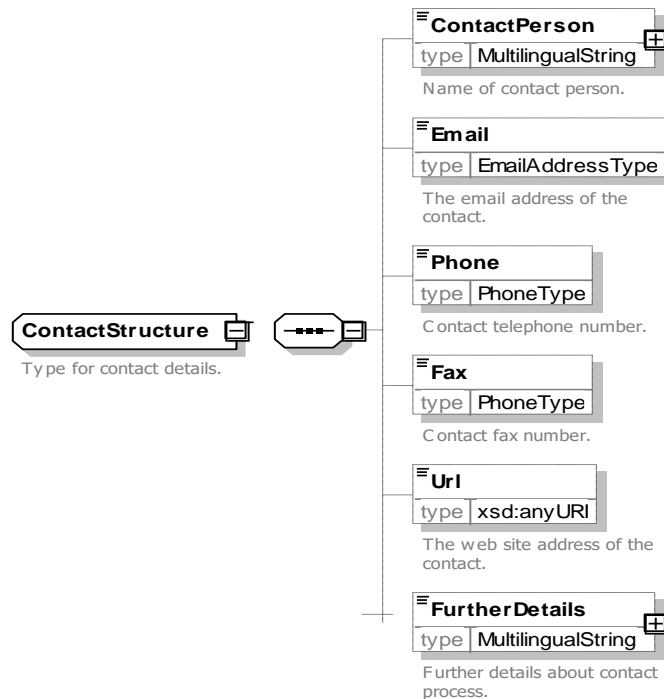 ContactPerson
type MultilingualString
Name of contact person.
Email
type EmailAddressType
The email address of the
contact.
Phone
type PhoneType
Contact telephone number.
ContactStructure
Type for contact details.
Fax
type PhoneType
Contact fax number.
Url
type xsd:anyURI
The web site address of the
contact.
FurtherDetails
type MultilingualString
Further details about contact
process.